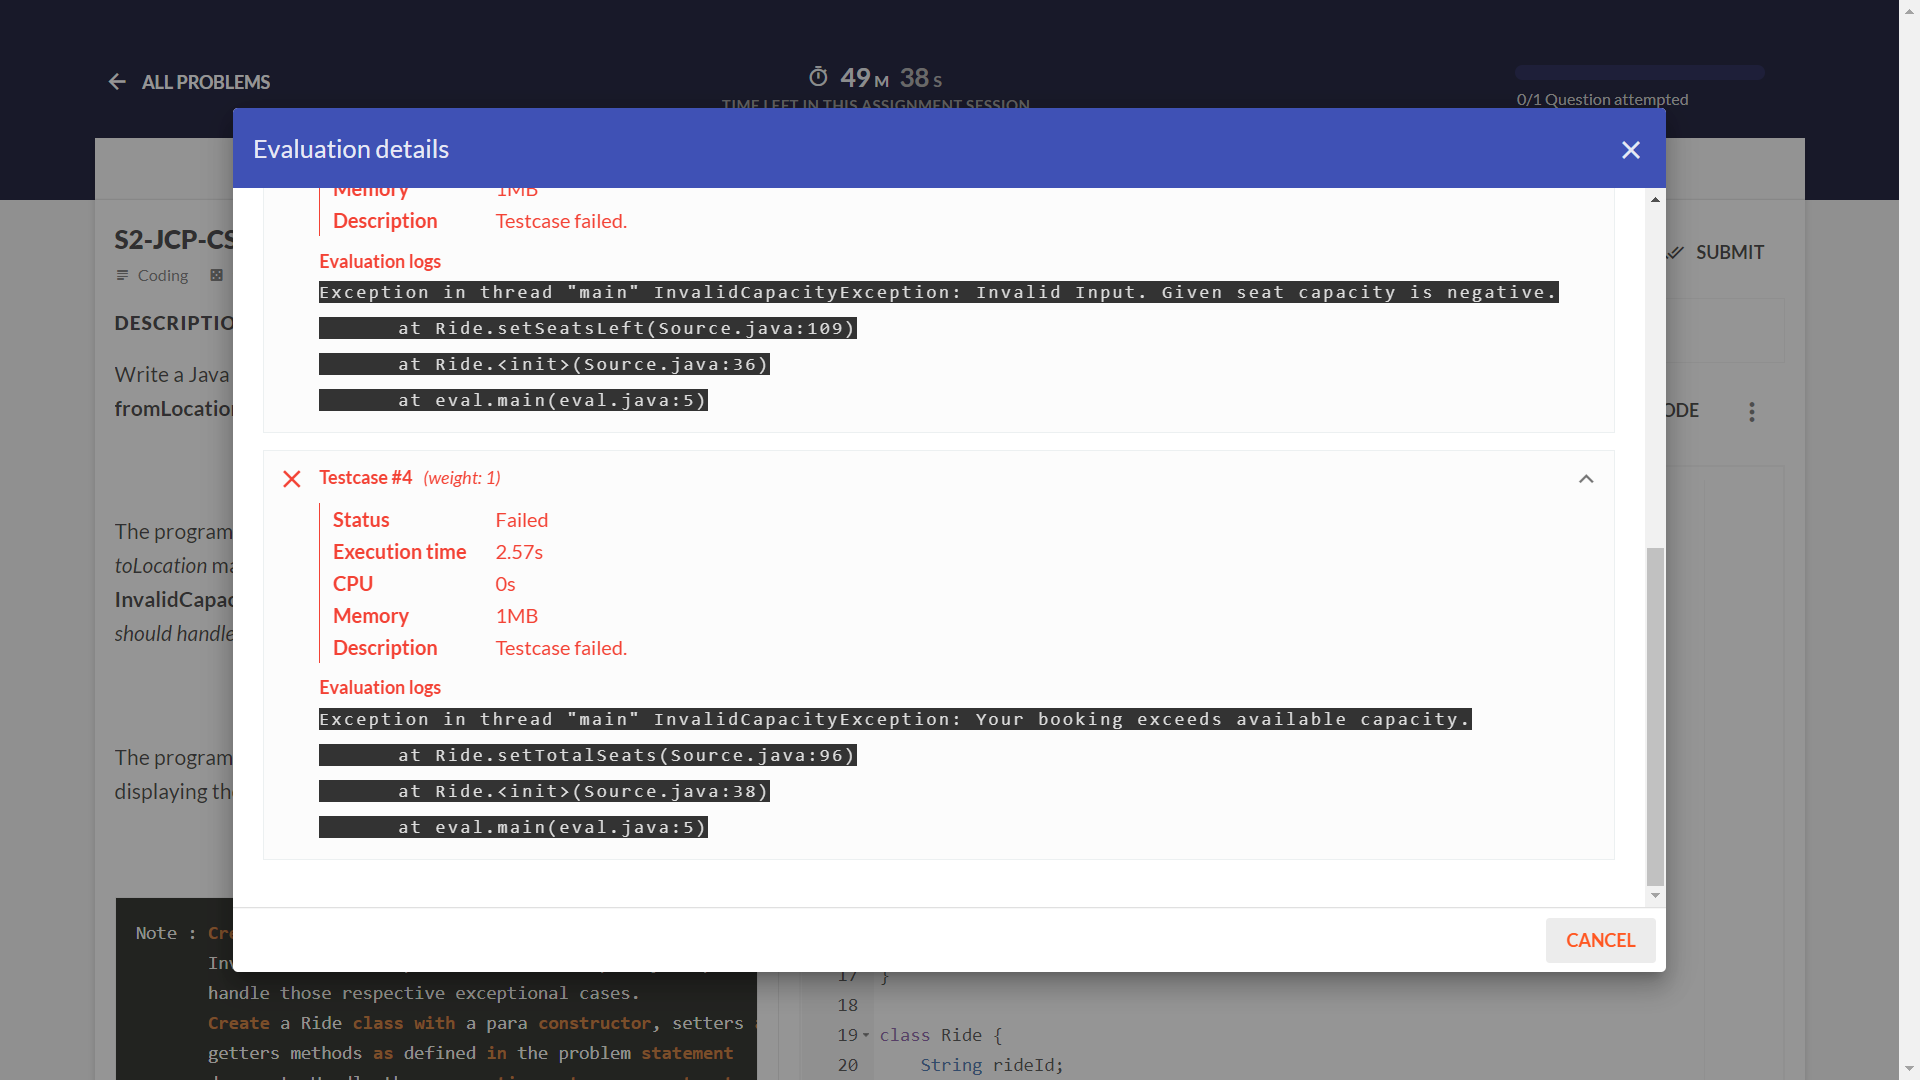 ALL PROBLEMS
49 M 38 S
TIME LEFT IN THIS ASSIGNMENT SESSION
0/1 Question attempted
Evaluation details
Memory 1MB
Description Testcase failed.
Evaluation logs
Exception in thread "main" InvalidCapacityException: Invalid Input. Given seat capacity is negative.
at Ride.setSeatsLeft(Source.java:109)
at Ride.<init>(Source.java:36)
at eval.main(eval.java:5)
Testcase #4 (weight: 1)
Status Failed
Execution time 2.57s
CPU 0s
Memory 1MB
Description Testcase failed.
Evaluation logs
Exception in thread "main" InvalidCapacityException: Your booking exceeds available capacity.
at Ride.setTotalSeats(Source.java:96)
at Ride.<init>(Source.java:38)
at eval.main(eval.java:5)
CANCEL
S2-JCP-CS
Coding
DESCRIPTIO
Write a Java
fromLocation
The program
toLocation ma
InvalidCapac
should handle
The program
displaying the
Note : Cre
Inv
handle those respective exceptional cases.
Create a Ride class with a para constructor, setters
getters methods as defined in the problem statement
SUBMIT
ODE
17 }
18
19 class Ride {
20 String rideId;